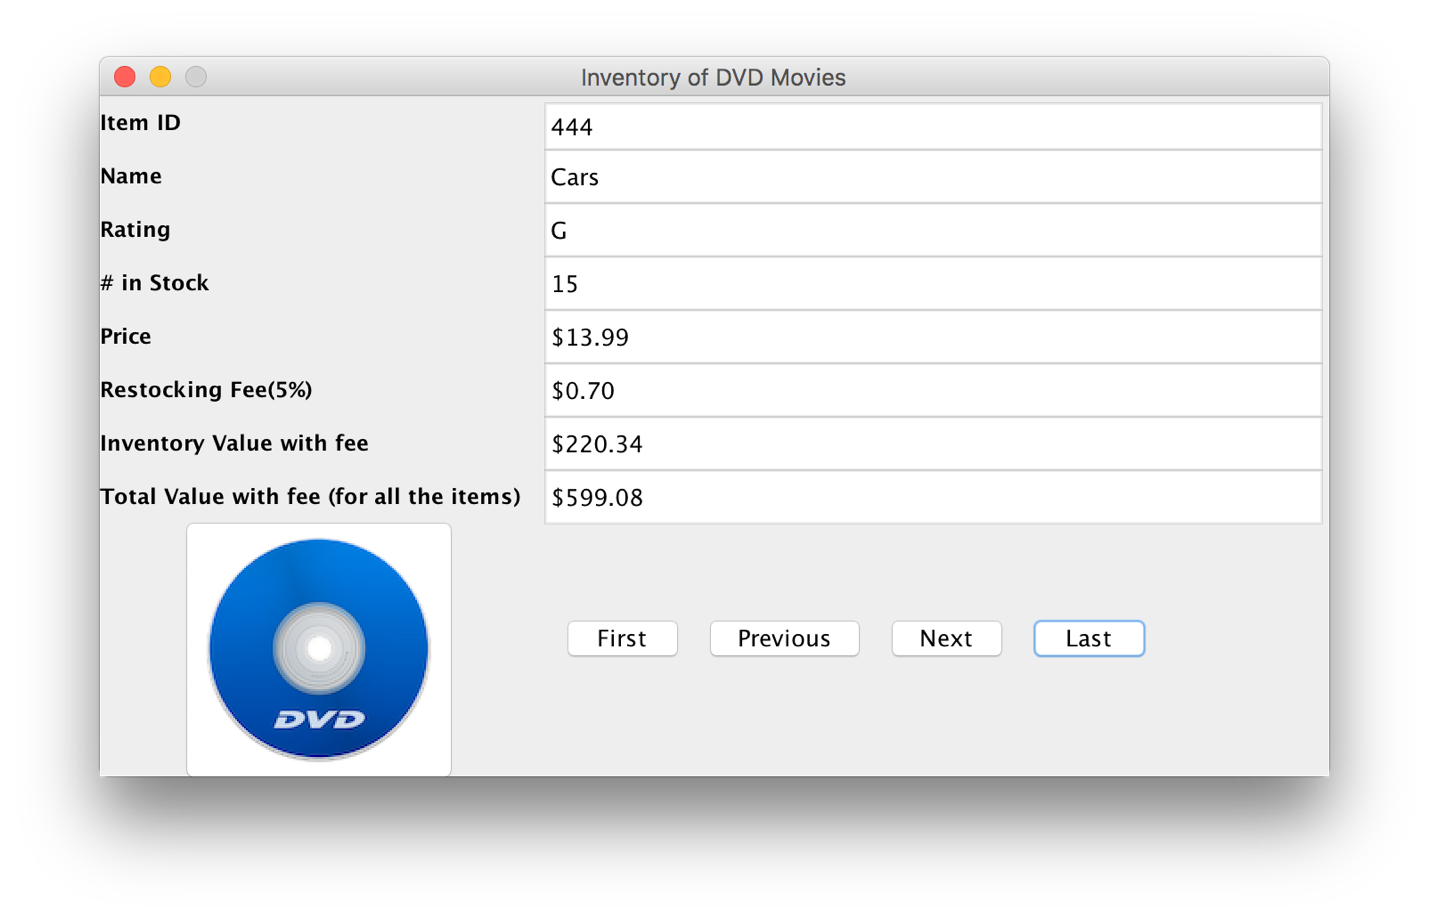 Inventory of DVD Movies
Item ID 444
Name Cars
Rating G
# in Stock 15
Price $13.99
Restocking Fee(5%) $0.70
Inventory Value with fee $220.34
Total Value with fee (for all the items) $599.08
First Previous Next Last
DVD